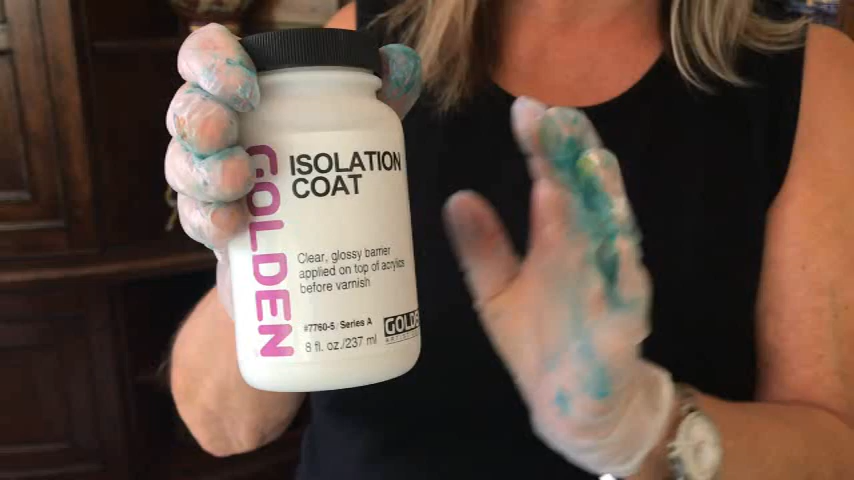 GOLDEN
ISOLATION
COAT
Clear, glossy barrier
applied on top of acrylics
before varnish
#7760-5 Series A
8 fl. oz./237 ml
GOLDE